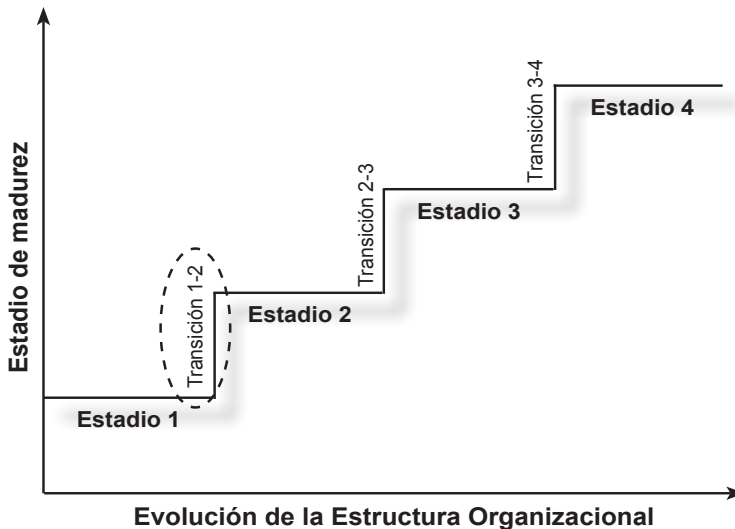 Estadio de madurez
Transición 3-4
Estadio 4
Transición 2-3
Estadio 3
Transición 1-2
Estadio 2
Estadio 1
Evolución de la Estructura Organizacional